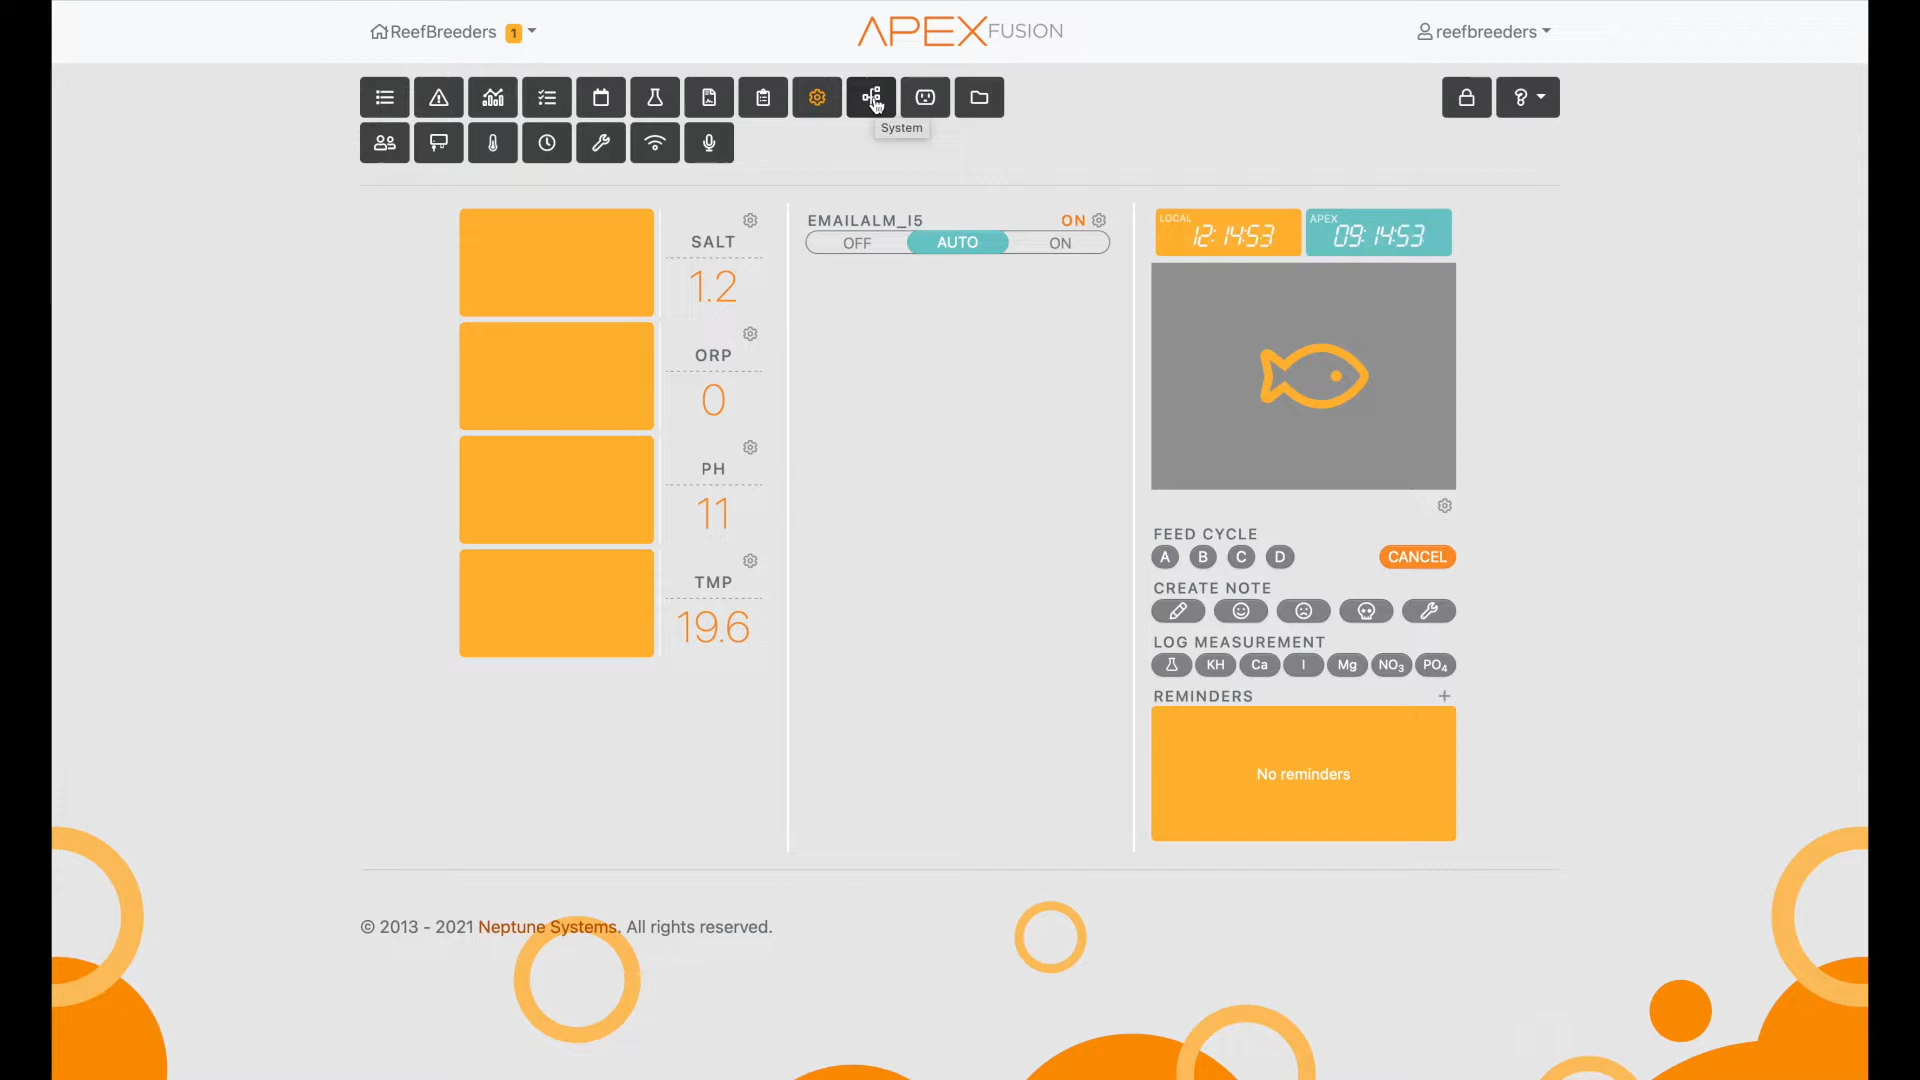 ReefBreeders 1
APEX FUSION
reefbreeders
System
SALT
1.2
ORP
0
PH
11
TMP
19.6
EMAILALM_I5 ON
OFF AUTO ON
LOCAL
12:14:53
APEX
09:14:53
FEED CYCLE
A B C D CANCEL
CREATE NOTE
LOG MEASUREMENT
KH Ca I Mg NO₃ PO₄
REMINDERS +
No reminders
© 2013 - 2021 Neptune Systems. All rights reserved.